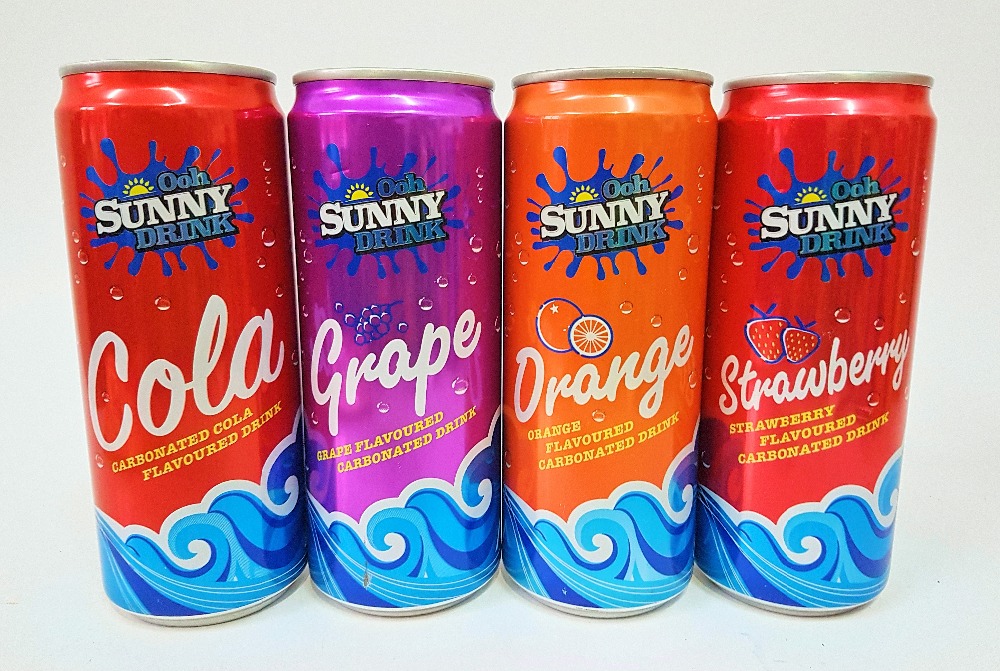 Ooh
SUNNY
DRINK
Cola
CARBONATED COLA
FLAVOURED DRINK
Ooh
SUNNY
DRINK
Grape
GRAPE FLAVOURED
CARBONATED DRINK
Ooh
SUNNY
DRINK
Orange
ORANGE
FLAVOURED
CARBONATED DRINK
Ooh
SUNNY
DRINK
Strawberry
STRAWBERRY
FLAVOURED
CARBONATED DRINK